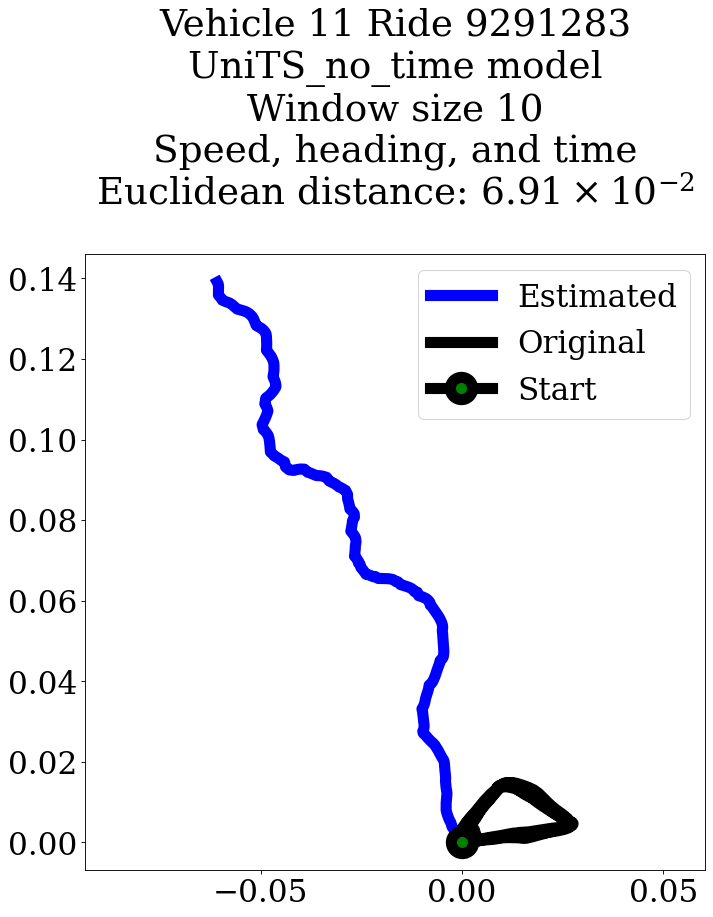 Vehicle 11 Ride 9291283
UniTS_no_time model
Window size 10
Speed, heading, and time
Euclidean distance: 6.91 × 10⁻²
Estimated
Original
Start
0.14
0.12
0.10
0.08
0.06
0.04
0.02
0.00
−0.05 0.00 0.05